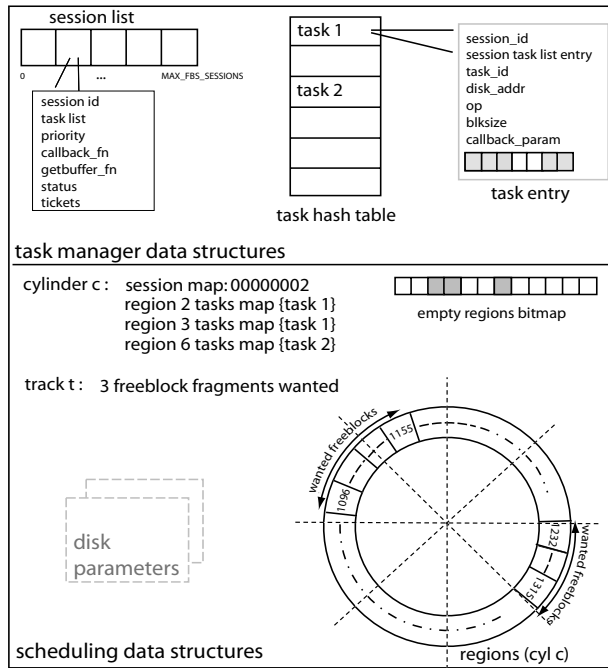 session list
0
...
MAX_FBS_SESSIONS
session id
task list
priority
callback_fn
getbuffer_fn
status
tickets
task 1
task 2
task hash table
session_id
session task list entry
task_id
disk_addr
op
blksize
callback_param
task entry
task manager data structures
cylinder c : session map: 00000002
region 2 tasks map {task 1}
region 3 tasks map {task 1}
region 6 tasks map {task 2}
empty regions bitmap
track t : 3 freeblock fragments wanted
wanted freeblocks
1155
1096
1232
1315
wanted freeblocks
disk
parameters
scheduling data structures
regions (cyl c)